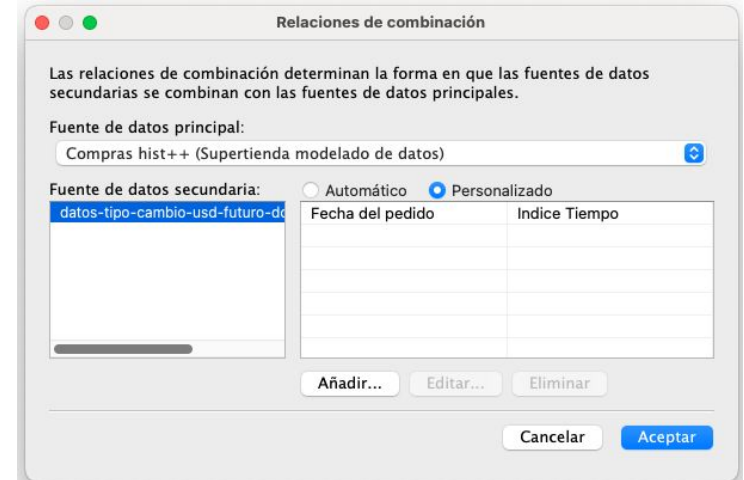 Relaciones de combinación
Las relaciones de combinación determinan la forma en que las fuentes de datos
secundarias se combinan con las fuentes de datos principales.
Fuente de datos principal:
Compras hist++ (Supertienda modelado de datos)
Fuente de datos secundaria:
Automático
Personalizado
datos-tipo-cambio-usd-futuro-dc
Fecha del pedido
Indice Tiempo
Añadir...
Editar...
Eliminar
Cancelar
Aceptar